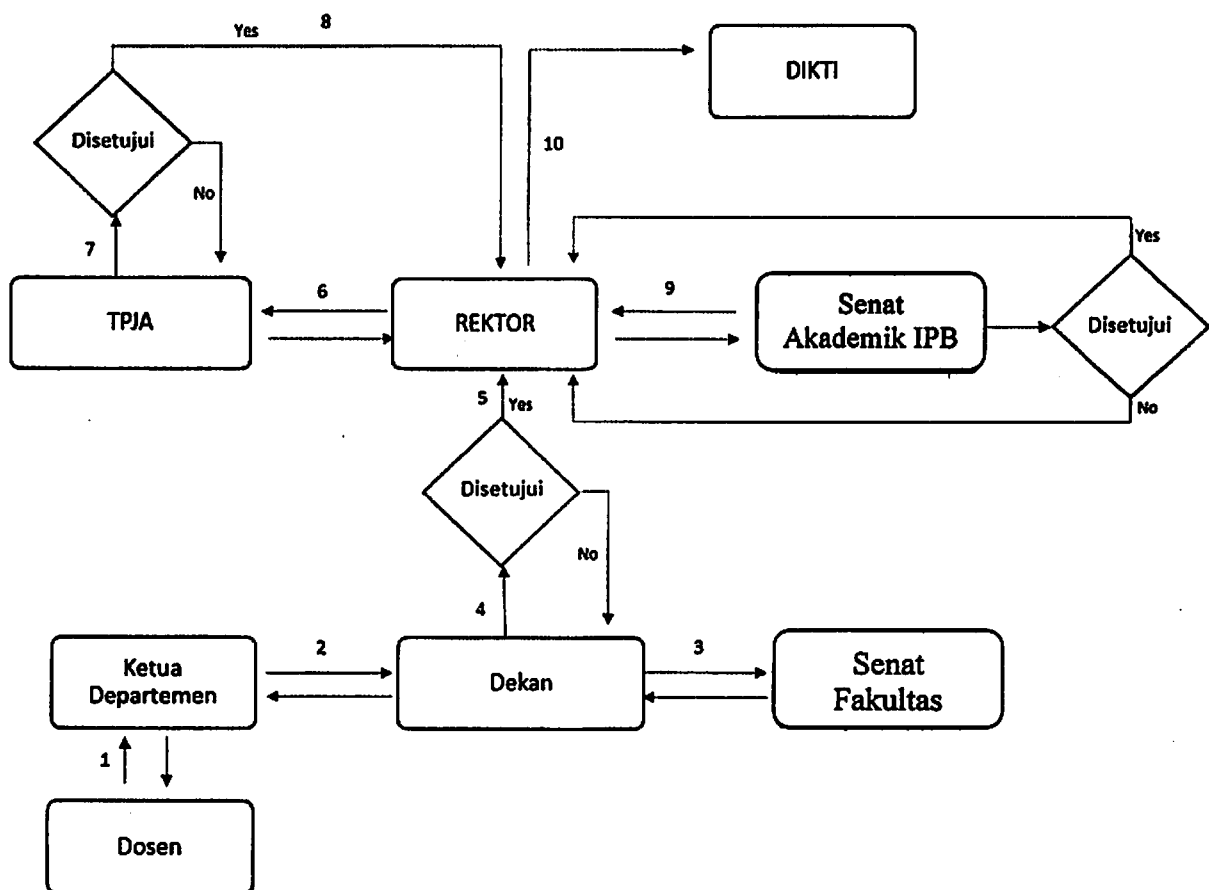 Yes
8
DIKTI
Disetujui
10
No
7
Yes
TPJA
6
REKTOR
9
Senat
Akademik IPB
Disetujui
5
Yes
No
Disetujui
No
4
Ketua
Departemen
2
Dekan
3
Senat
Fakultas
1
Dosen